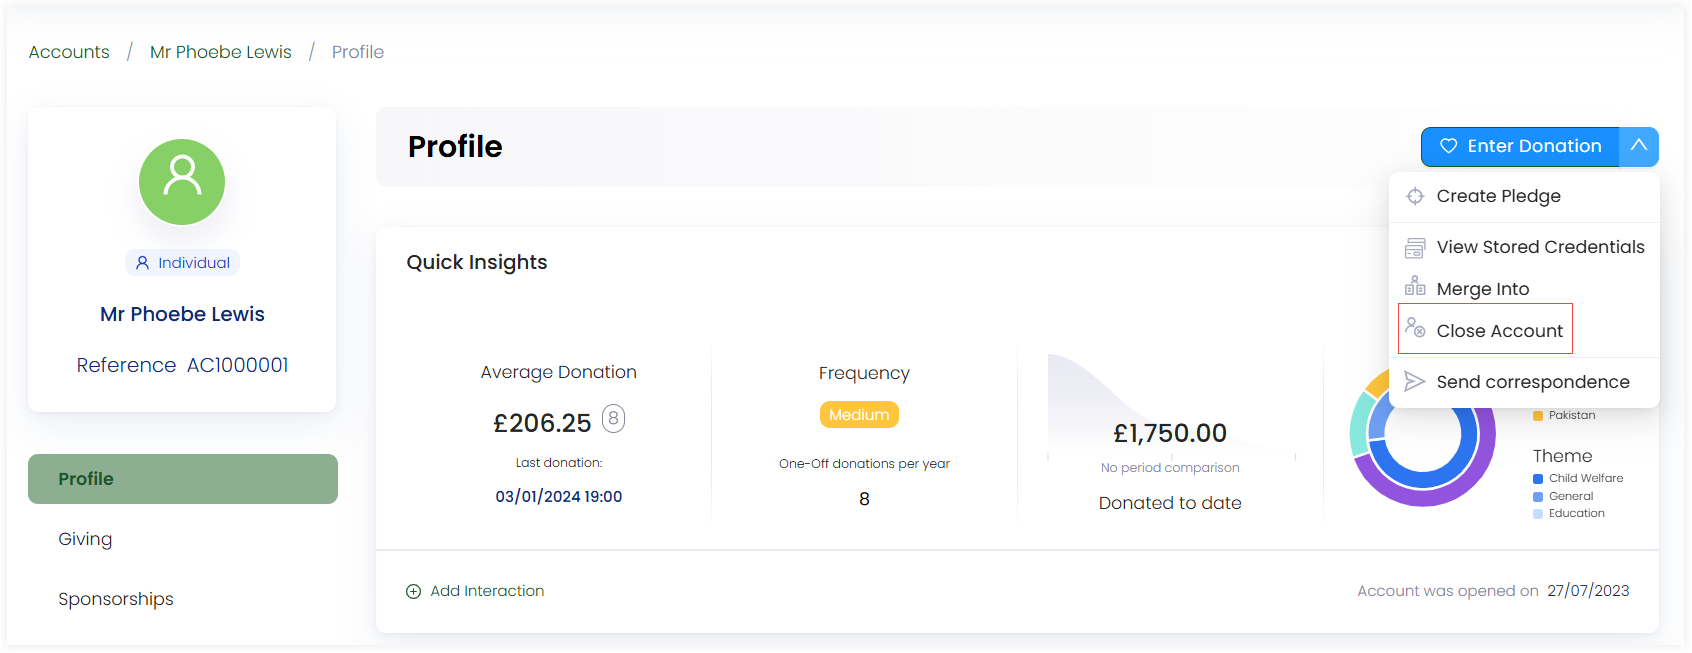 Accounts / Mr Phoebe Lewis / Profile
Individual
Mr Phoebe Lewis
Reference AC1000001
Profile
Giving
Sponsorships
Profile
Enter Donation
Create Pledge
View Stored Credentials
Merge Into
Close Account
Send correspondence
Quick Insights
Average Donation
£206.25 8
Last donation:
03/01/2024 19:00
Frequency
Medium
One-Off donations per year
8
£1,750.00
No period comparison
Donated to date
Pakistan
Theme
Child Welfare
General
Education
Add Interaction
Account was opened on 27/07/2023